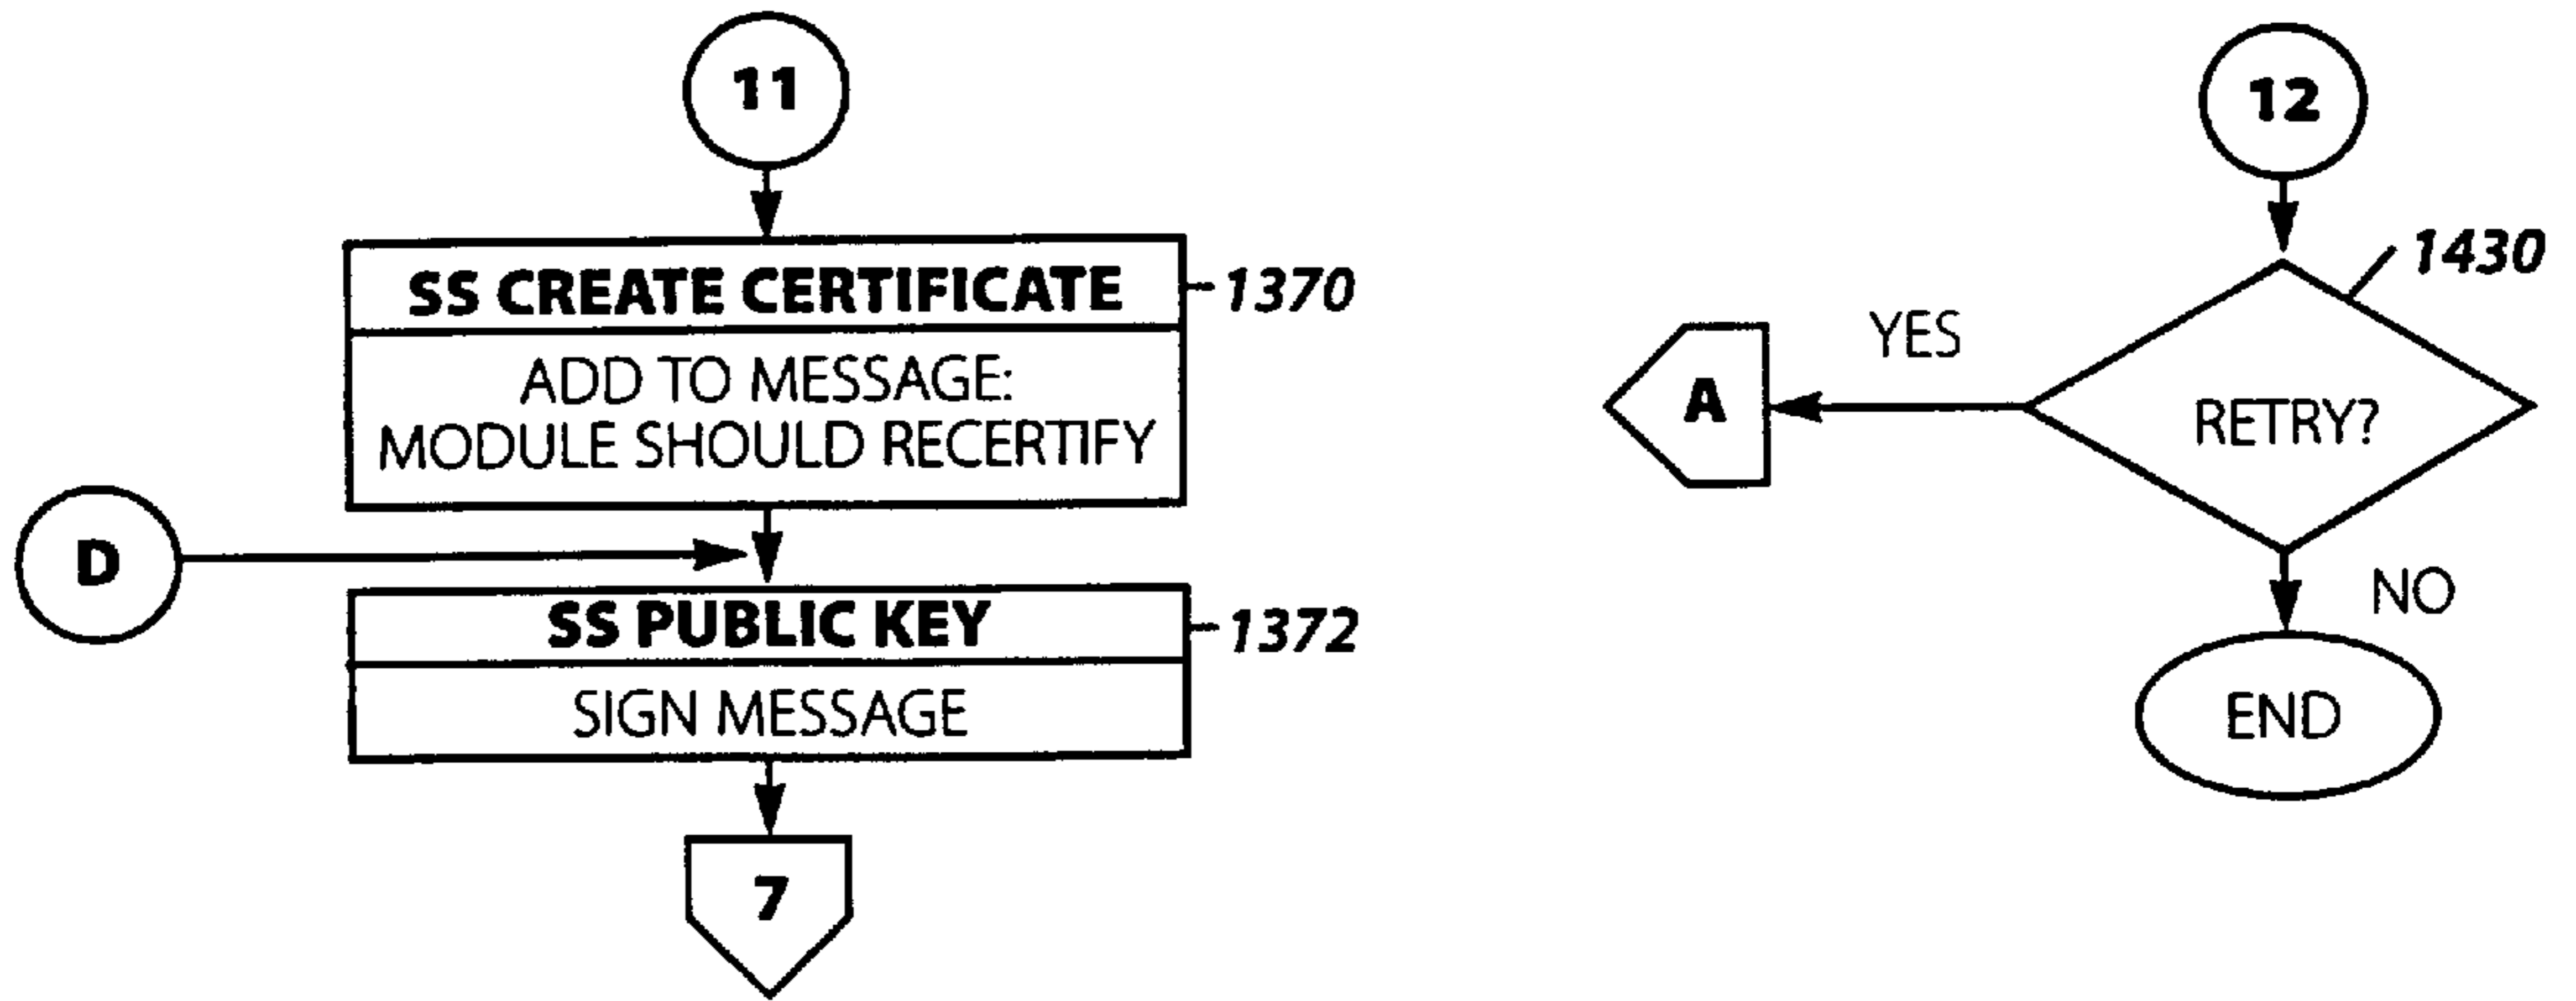 11
SS CREATE CERTIFICATE
1370
ADD TO MESSAGE:
MODULE SHOULD RECERTIFY
D
SS PUBLIC KEY
1372
SIGN MESSAGE
7
12
1430
YES
A
RETRY?
NO
END